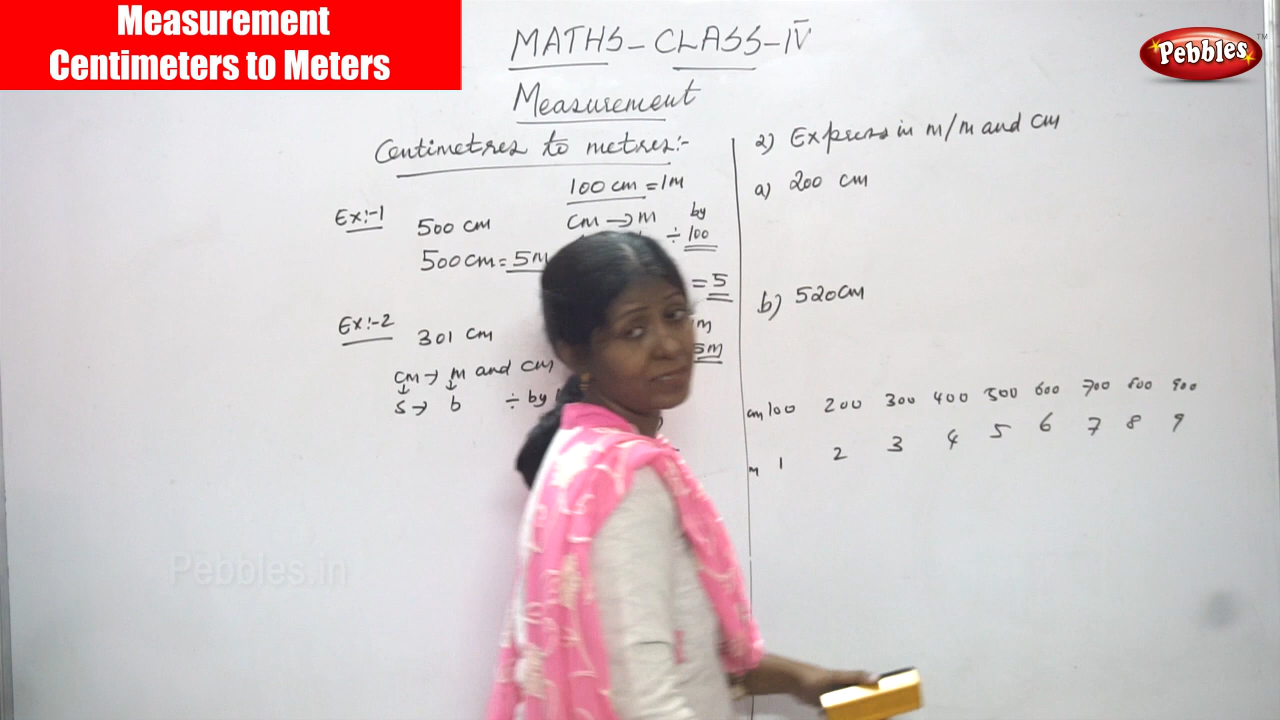 Measurement
Centimeters to Meters
Pebbles™
MATHS - CLASS - IV
Measurement
Centimetres to metres:-
100 cm = 1m
Ex:-1
500 cm
cm → m
by
÷ 100
500cm = 5m
= 5
Ex:-2
301 cm
m
5m
cm → m and cm
s → b
÷ by
2) Express in m/m and cm
a) 200 cm
b) 520cm
cm 100 200 300 400 500 600 700 800 900
m 1 2 3 4 5 6 7 8 9
Pebbles.in